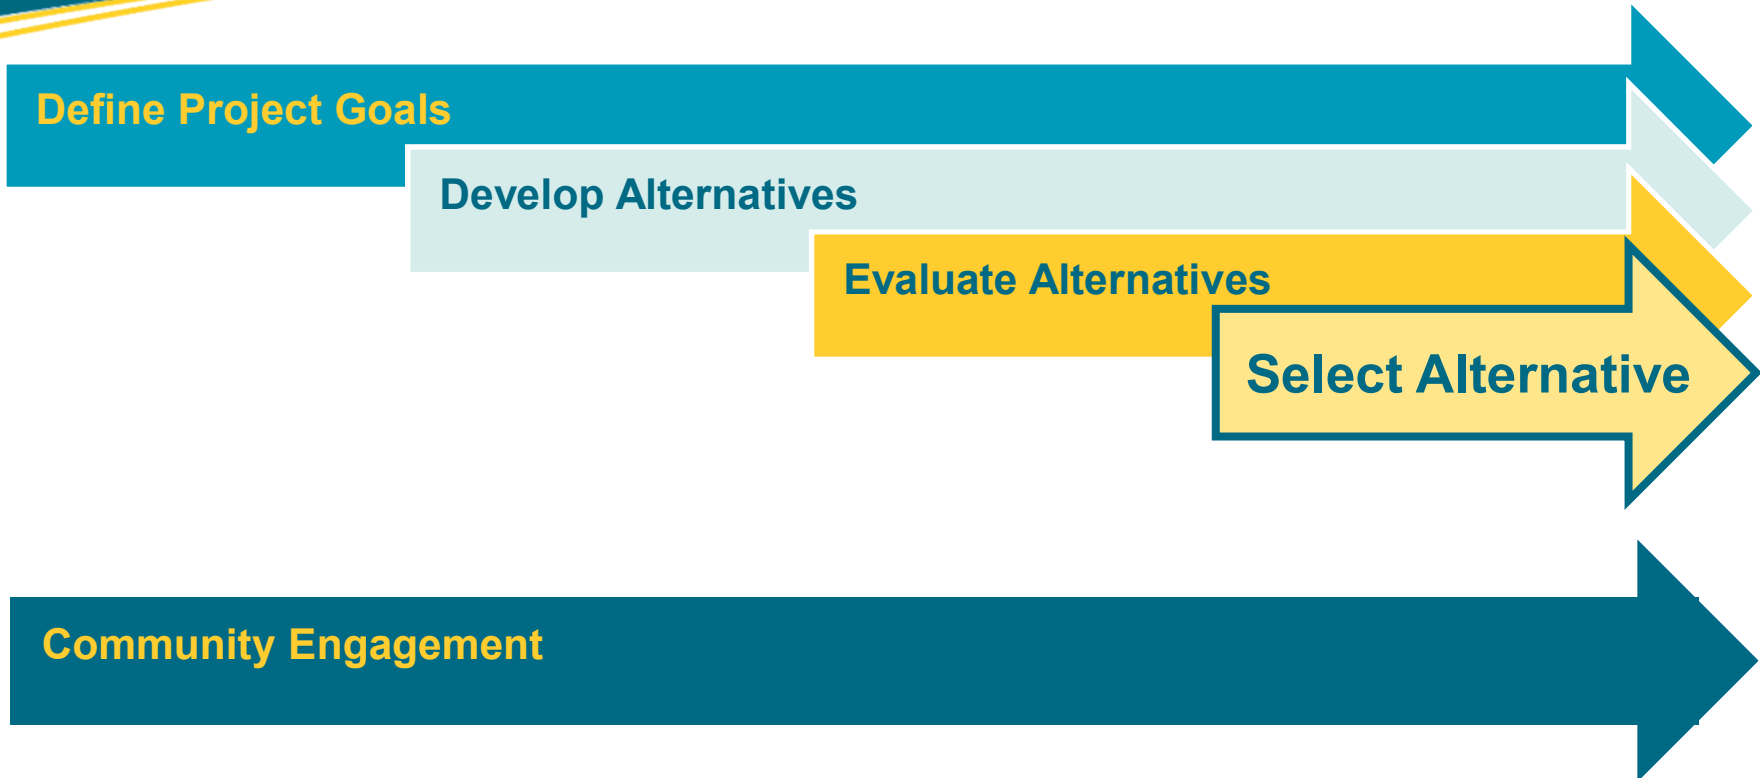 Define Project Goals
Develop Alternatives
Evaluate Alternatives
Select Alternative
Community Engagement